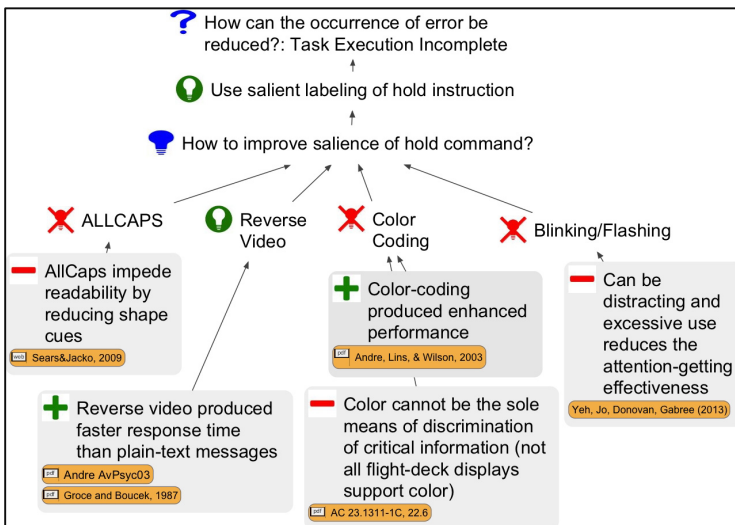 How can the occurrence of error be
reduced?: Task Execution Incomplete
Use salient labeling of hold instruction
How to improve salience of hold command?
ALLCAPS
Reverse
Video
Color
Coding
Blinking/Flashing
AllCaps impede
readability by
reducing shape
cues
web Sears&Jacko, 2009
Color-coding
produced enhanced
performance
pdf Andre, Lins, & Wilson, 2003
Can be
distracting and
excessive use
reduces the
attention-getting
effectiveness
Yeh, Jo, Donovan, Gabree (2013)
Reverse video produced
faster response time
than plain-text messages
pdf Andre AvPsyc03
pdf Groce and Boucek, 1987
Color cannot be the sole
means of discrimination
of critical information (not
all flight-deck displays
support color)
pdf AC 23.1311-1C, 22.6